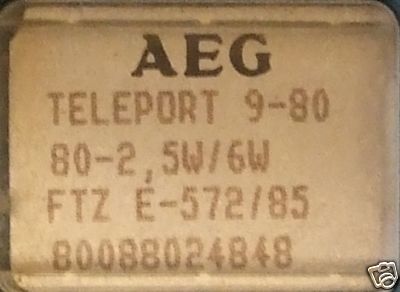 AEG
TELEPORT 9-80
80-2,5W/6W
FTZ E-572/85
80088024848